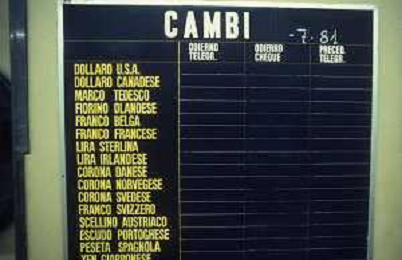 CAMBI
-7.81
ODIERNO TELEGR.
ODIERNO CHEQUE
PRECED. TELEGR.
DOLLARO U.S.A.
DOLLARO CANADESE
MARCO TEDESCO
FIORINO OLANDESE
FRANCO BELGA
FRANCO FRANCESE
LIRA STERLINA
LIRA IRLANDESE
CORONA DANESE
CORONA NORVEGESE
CORONA SVEDESE
FRANCO SVIZZERO
SCELLINO AUSTRIACO
ESCUDO PORTOGHESE
PESETA SPAGNOLA
YEN GIAPPONESE